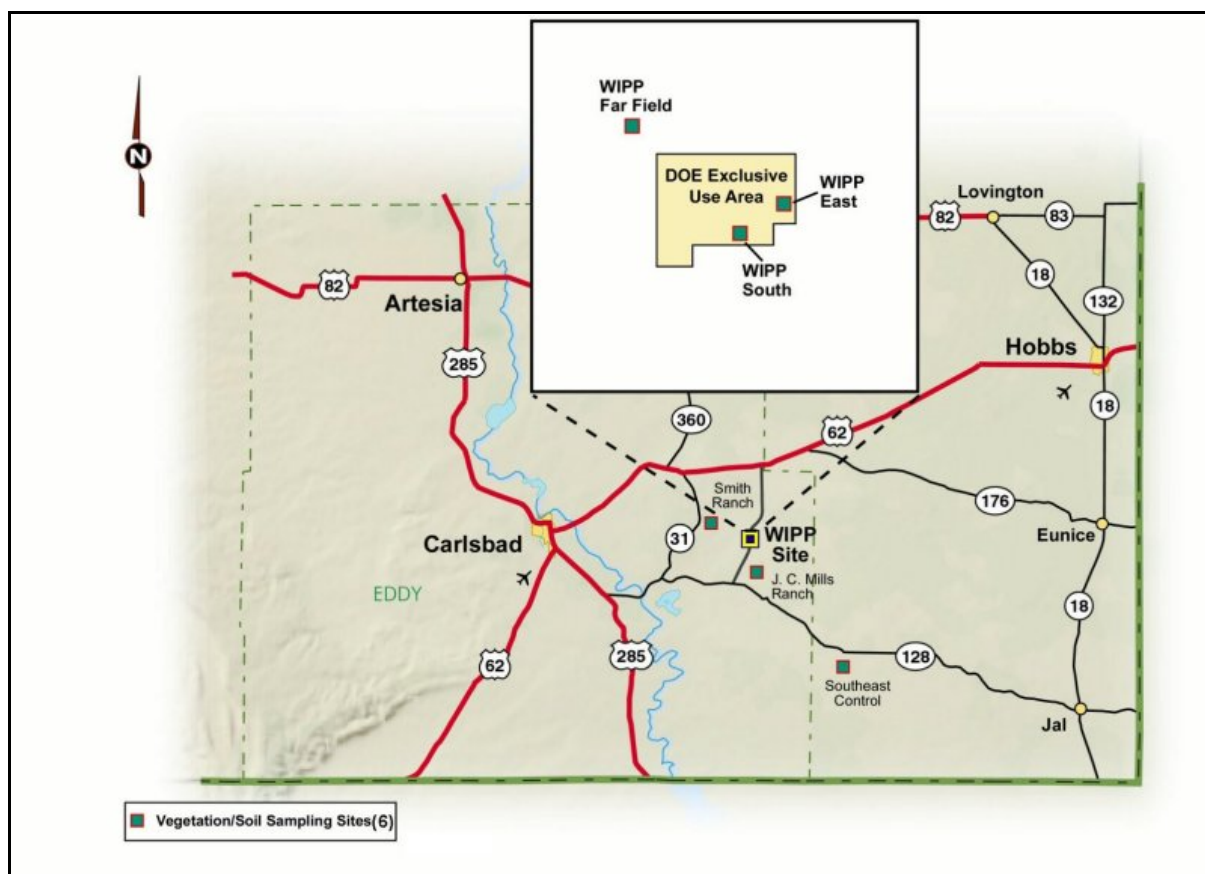 N
WIPP
Far Field
DOE Exclusive
Use Area
WIPP
East
WIPP
South
Lovington
82
83
18
132
82
Artesia
Hobbs
285
18
360
62
Smith
Ranch
176
Carlsbad
31
WIPP
Site
Eunice
J. C. Mills
Ranch
EDDY
18
62
285
128
Southeast
Control
Jal
Vegetation/Soil Sampling Sites(6)